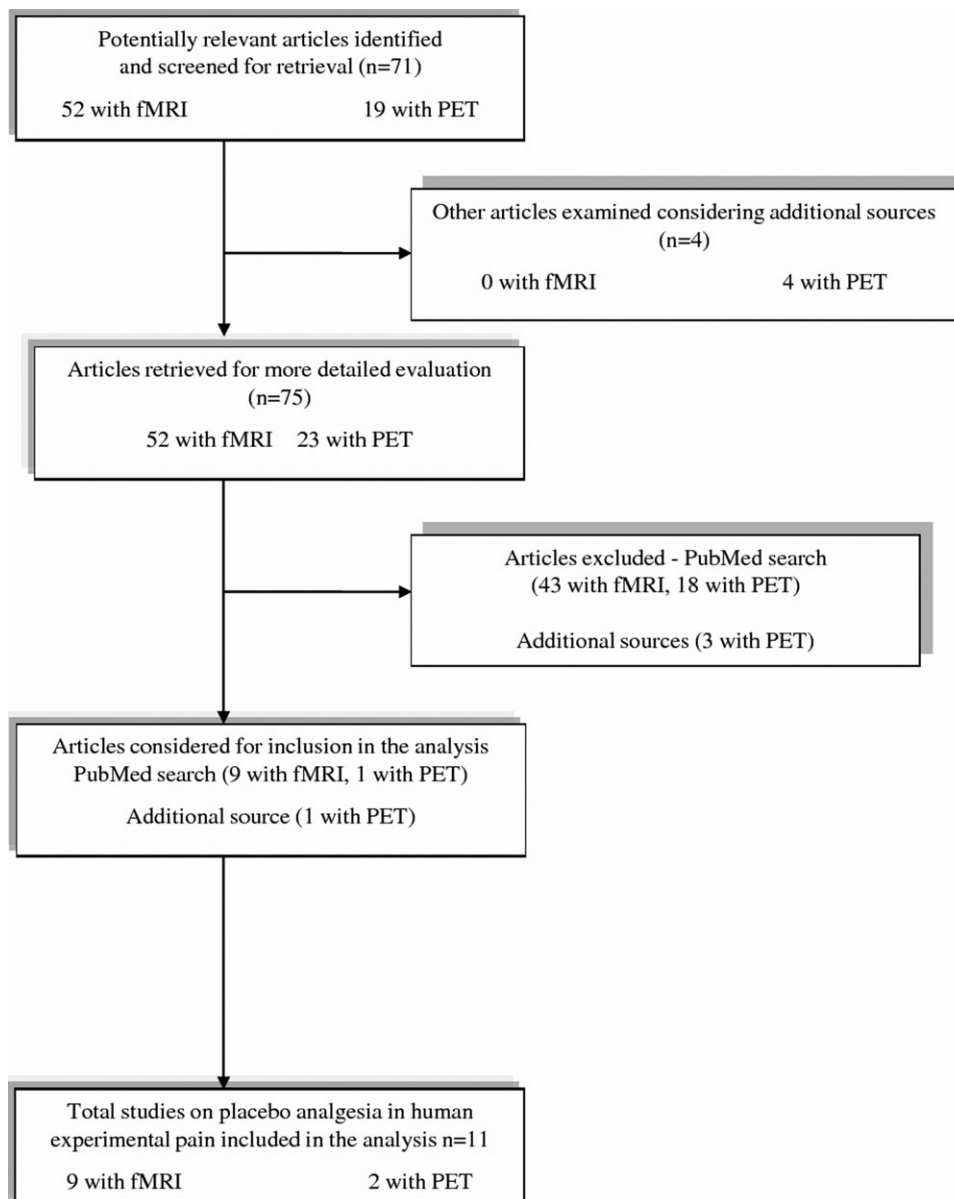 Potentially relevant articles identified
and screened for retrieval (n=71)
52 with fMRI 19 with PET
Other articles examined considering additional sources
(n=4)
0 with fMRI 4 with PET
Articles retrieved for more detailed evaluation
(n=75)
52 with fMRI 23 with PET
Articles excluded - PubMed search
(43 with fMRI, 18 with PET)
Additional sources (3 with PET)
Articles considered for inclusion in the analysis
PubMed search (9 with fMRI, 1 with PET)
Additional source (1 with PET)
Total studies on placebo analgesia in human
experimental pain included in the analysis n=11
9 with fMRI 2 with PET